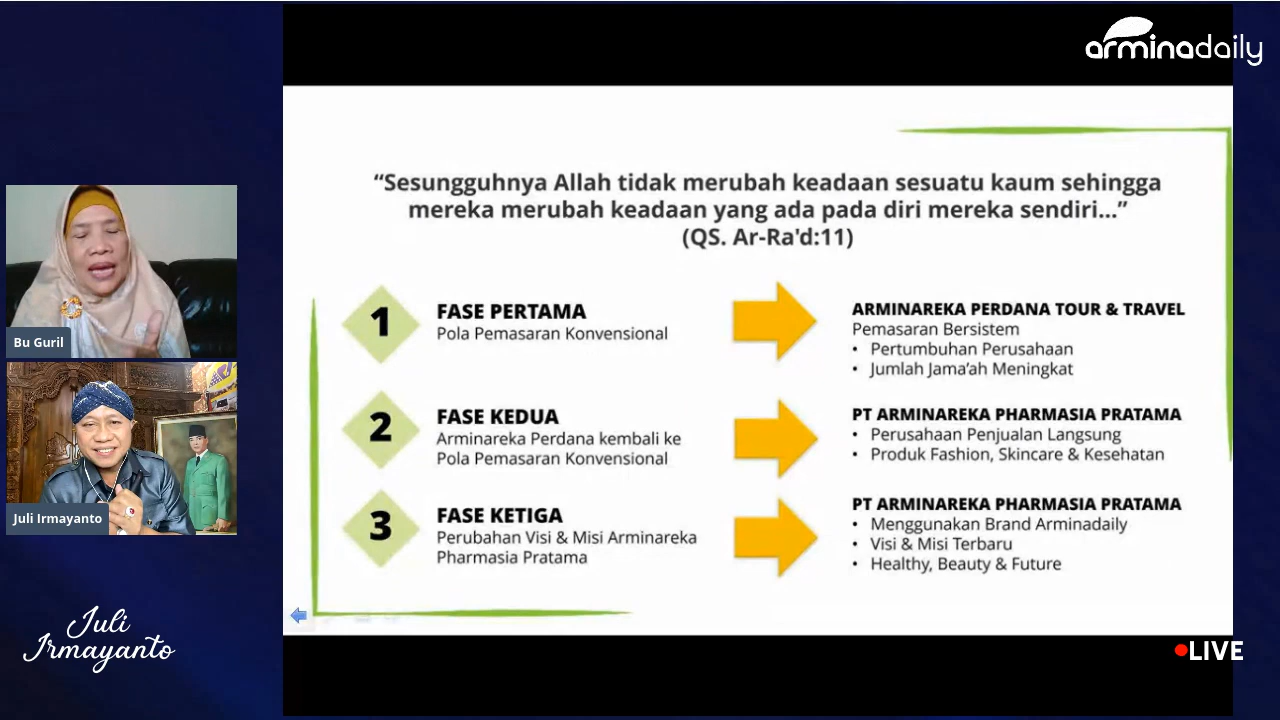 arminadaily
“Sesungguhnya Allah tidak merubah keadaan sesuatu kaum sehingga
mereka merubah keadaan yang ada pada diri mereka sendiri...”
(QS. Ar-Ra'd:11)
1
FASE PERTAMA
Pola Pemasaran Konvensional
ARMINAREKA PERDANA TOUR & TRAVEL
Pemasaran Bersistem
• Pertumbuhan Perusahaan
• Jumlah Jama’ah Meningkat
2
FASE KEDUA
Arminareka Perdana kembali ke
Pola Pemasaran Konvensional
PT ARMINAREKA PHARMASIA PRATAMA
• Perusahaan Penjualan Langsung
• Produk Fashion, Skincare & Kesehatan
3
FASE KETIGA
Perubahan Visi & Misi Arminareka
Pharmasia Pratama
PT ARMINAREKA PHARMASIA PRATAMA
• Menggunakan Brand Arminadaily
• Visi & Misi Terbaru
• Healthy, Beauty & Future
Bu Guril
Juli Irmayanto
Juli
Irmayanto
LIVE